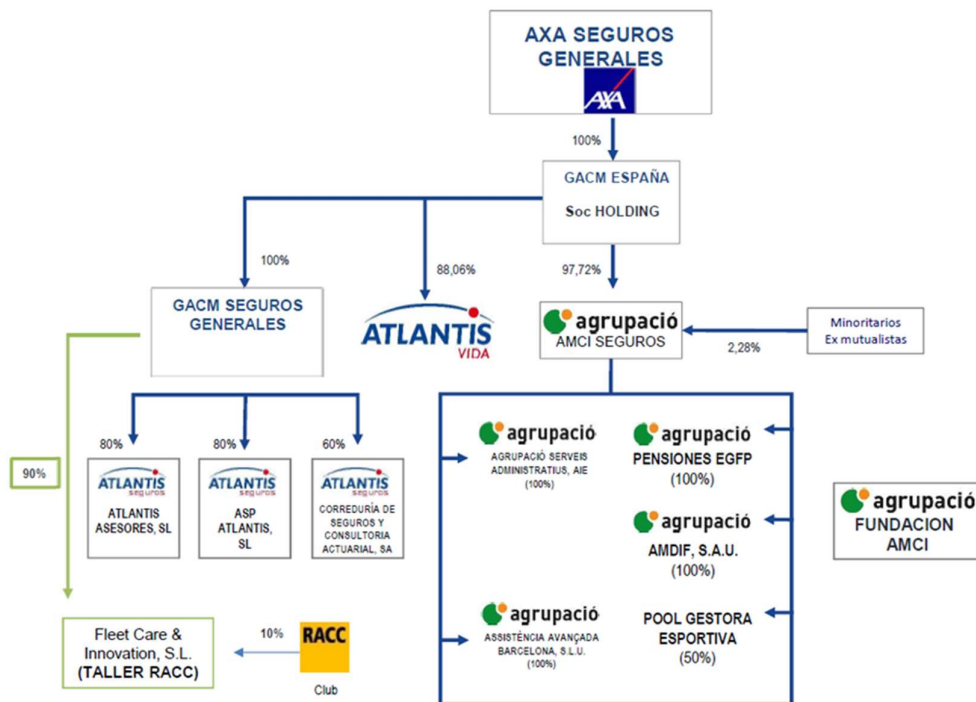 AXA SEGUROS
GENERALES
AXA
100%
GACM ESPAÑA
Soc HOLDING
100%
88,06%
97,72%
GACM SEGUROS
GENERALES
ATLANTIS
VIDA
agrupació
AMCI SEGUROS
2,28%
Minoritarios
Ex mutualistas
80%
80%
60%
90%
ATLANTIS
seguros
ATLANTIS
ASESORES, SL
ATLANTIS
seguros
ASP
ATLANTIS,
SL
ATLANTIS
seguros
CORREDURÍA DE
SEGUROS Y
CONSULTORIA
ACTUARIAL, SA
agrupació
AGRUPACIÓ SERVEIS
ADMINISTRATIUS, AIE
(100%)
agrupació
PENSIONES EGFP
(100%)
agrupació
AMDIF, S.A.U.
(100%)
agrupació
FUNDACION
AMCI
agrupació
ASSISTÈNCIA AVANÇADA
BARCELONA, S.L.U.
(100%)
POOL GESTORA
ESPORTIVA
(50%)
Fleet Care &
Innovation, S.L.
(TALLER RACC)
10%
RACC
Club